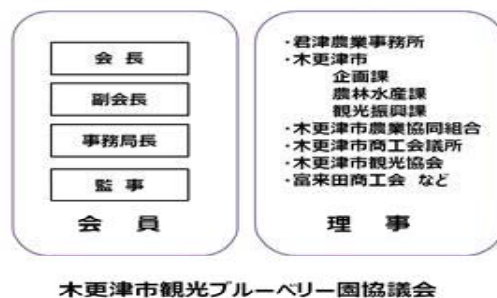 会 長
副会長
事務局長
監 事
会 員
・君津農業事務所
・木更津市
企画課
農林水産課
観光振興課
・木更津市農業協同組合
・木更津市商工会議所
・木更津市観光協会
・富来田商工会 など
理 事
木更津市観光ブルーベリー園協議会